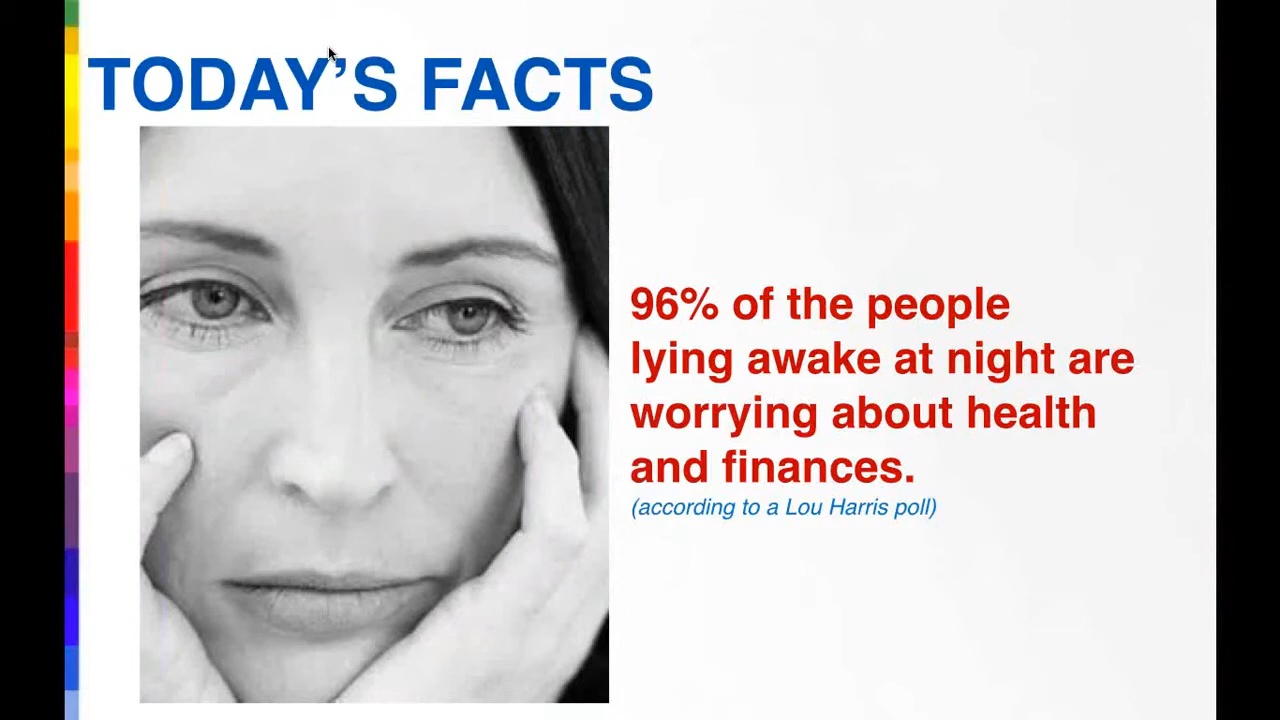 TODAY’S FACTS
96% of the people
lying awake at night are
worrying about health
and finances.
(according to a Lou Harris poll)